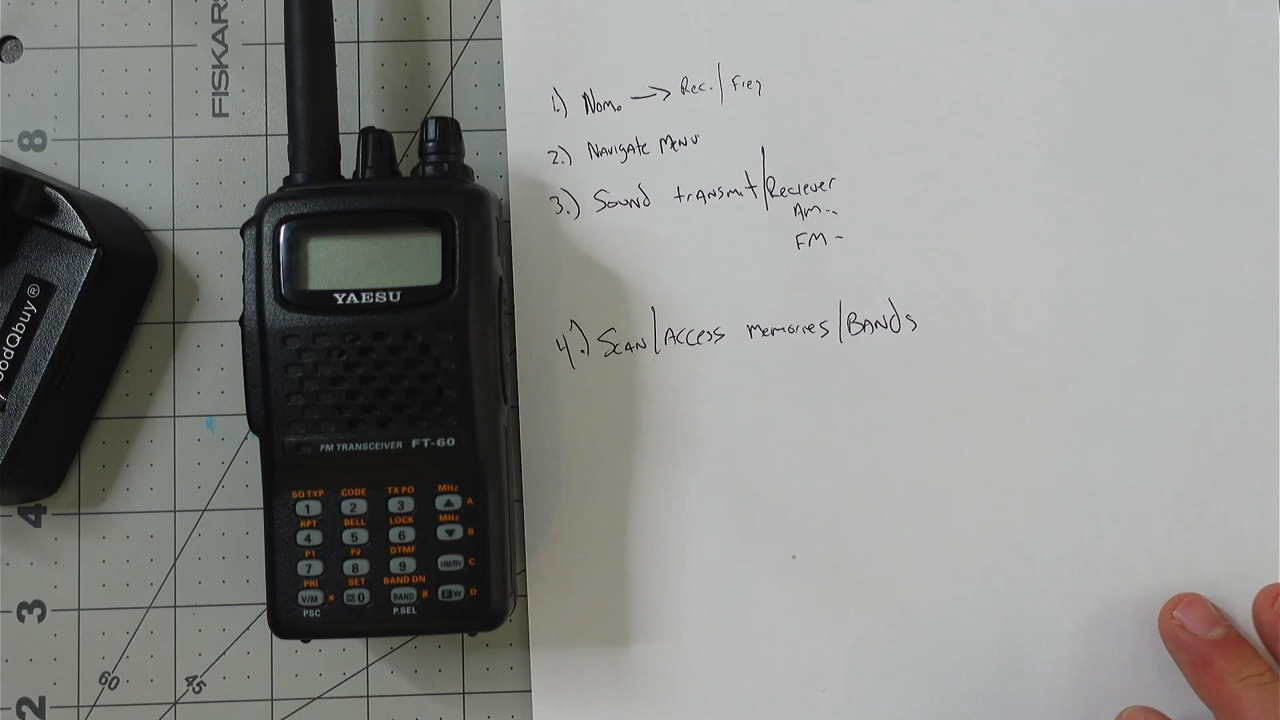 FISKARS
8
4
3
2
60
45
oodQbuy®
YAESU
FM TRANSCEIVER FT-60
SQ TYP CODE TX PO MHz
1 2 3 ▲ A
RPT BELL LOCK MHz
4 5 6 ▼ B
P1 P2 DTMF
7 8 9 HM/RV C
PRI SET BAND DN
V/M * 0 BAND # FW D
PSC P.SEL
1.) Nom. → Rec. / Freq
2.) NAVIGATE MENU
3.) Sound trANsmit/Reciever
AM--
FM -
4.) SCAN/ACCESS memories/BANds